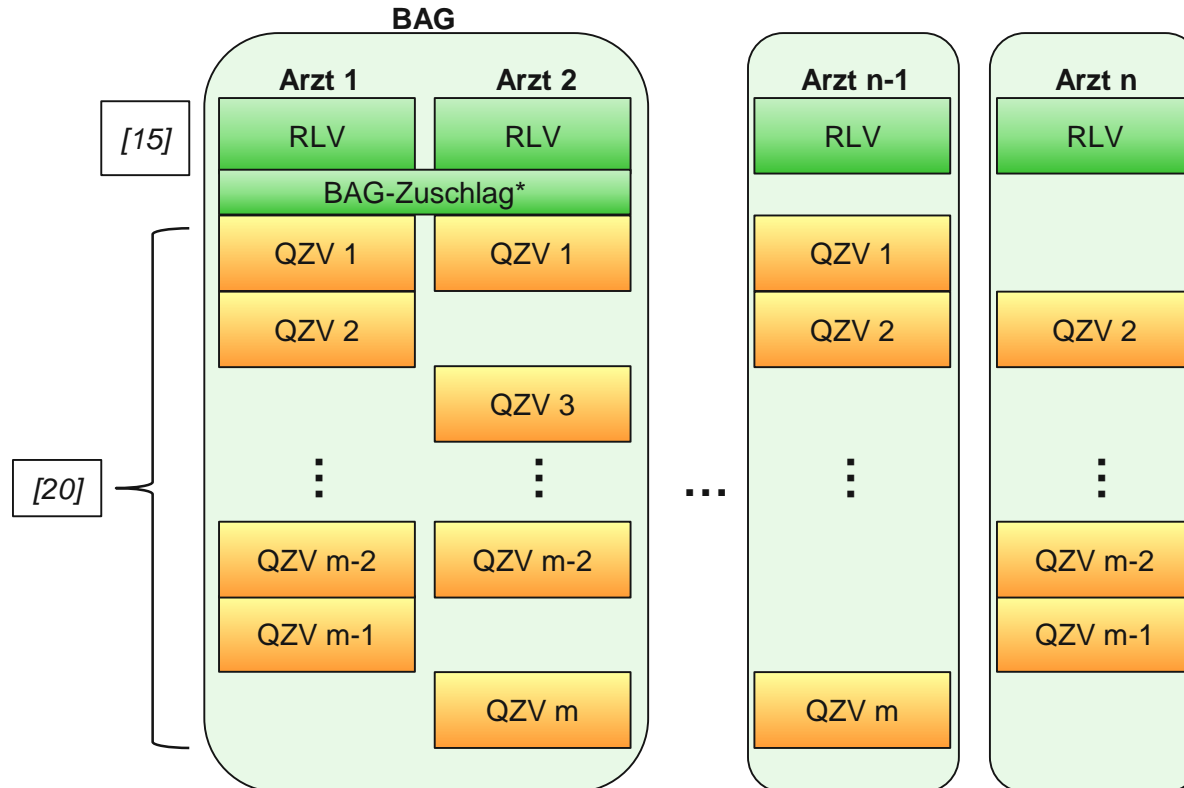 BAG
Arzt 1 Arzt 2 Arzt n-1 Arzt n
[15] RLV RLV RLV RLV
BAG-Zuschlag*
QZV 1 QZV 1 QZV 1
QZV 2 QZV 2 QZV 2
QZV 3
⋮ ⋮ ⋮ ⋮
[20] ...
QZV m-2 QZV m-2 QZV m-2
QZV m-1 QZV m-1
QZV m QZV m